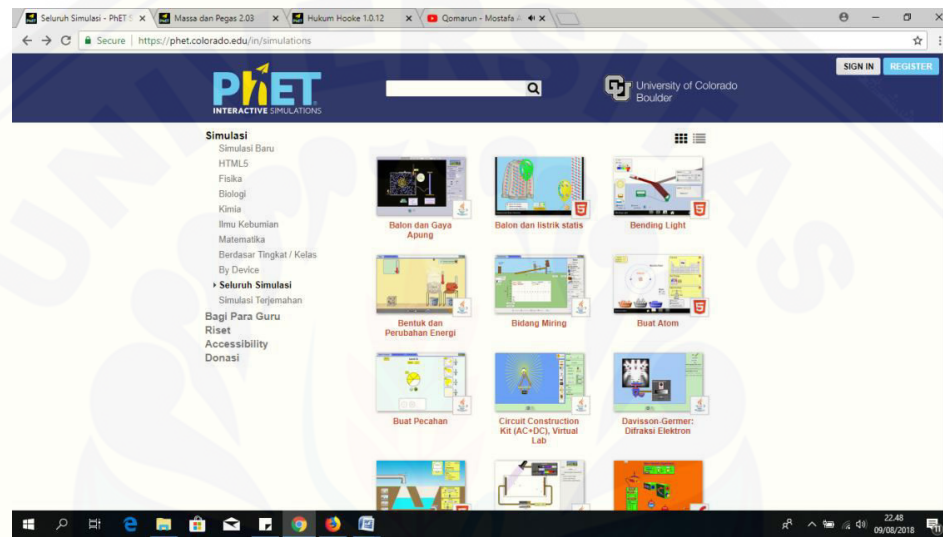 Seluruh Simulasi - PhET S
Massa dan Pegas 2.03
Hukum Hooke 1.0.12
Qomarun - Mostafa A
Secure | https://phet.colorado.edu/in/simulations
SIGN IN
REGISTER
PhET
INTERACTIVE SIMULATIONS
University of Colorado
Boulder
Simulasi
Simulasi Baru
HTML5
Fisika
Biologi
Kimia
Ilmu Kebumian
Matematika
Berdasar Tingkat / Kelas
By Device
Seluruh Simulasi
Simulasi Terjemahan
Bagi Para Guru
Riset
Accessibility
Donasi
Balon dan Gaya
Apung
Balon dan listrik statis
Bending Light
Bentuk dan
Perubahan Energi
Bidang Miring
Buat Atom
Buat Pecahan
Circuit Construction
Kit (AC+DC), Virtual
Lab
Davisson-Germer:
Difraksi Elektron
22.48
09/08/2018